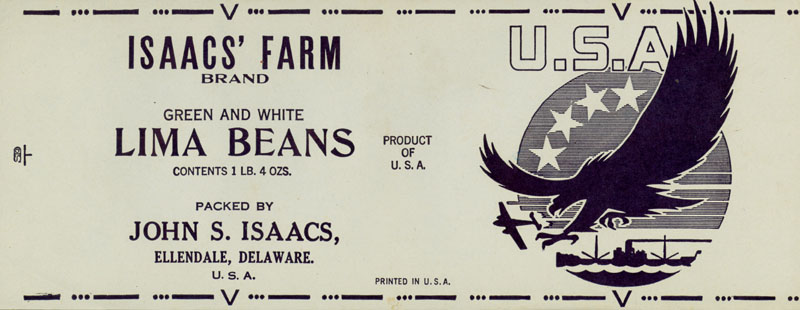 ISAACS' FARM
BRAND
GREEN AND WHITE
LIMA BEANS
CONTENTS 1 LB. 4 OZS.
PACKED BY
JOHN S. ISAACS,
ELLENDALE, DELAWARE.
U. S. A.
PRODUCT
OF
U. S. A.
PRINTED IN U. S. A.
U.S.A
V V V V
V V V V